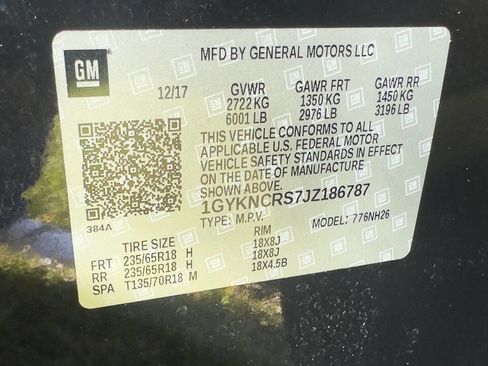 GM
MFD BY GENERAL MOTORS LLC
12/17 GVWR GAWR FRT GAWR RR
2722 KG 1350 KG 1450 KG
6001 LB 2976 LB 3196 LB
THIS VEHICLE CONFORMS TO ALL
APPLICABLE U.S. FEDERAL MOTOR
VEHICLE SAFETY STANDARDS IN EFFECT
ON THE DATE OF MANUFACTURE
SHOWN ABOVE.
1GYKNCRS7JZ186787
TYPE: M.P.V. MODEL: 776NH26
384A
TIRE SIZE RIM
FRT 235/65R18 H 18X8J
RR 235/65R18 H 18X8J
SPA T135/70R18 M 18X4.5B